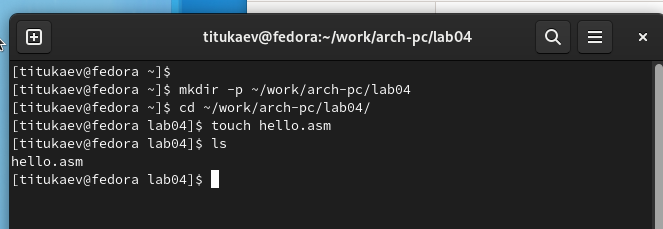 titukaev@fedora:~/work/arch-pc/lab04
[titukaev@fedora ~]$
[titukaev@fedora ~]$ mkdir -p ~/work/arch-pc/lab04
[titukaev@fedora ~]$ cd ~/work/arch-pc/lab04/
[titukaev@fedora lab04]$ touch hello.asm
[titukaev@fedora lab04]$ ls
hello.asm
[titukaev@fedora lab04]$